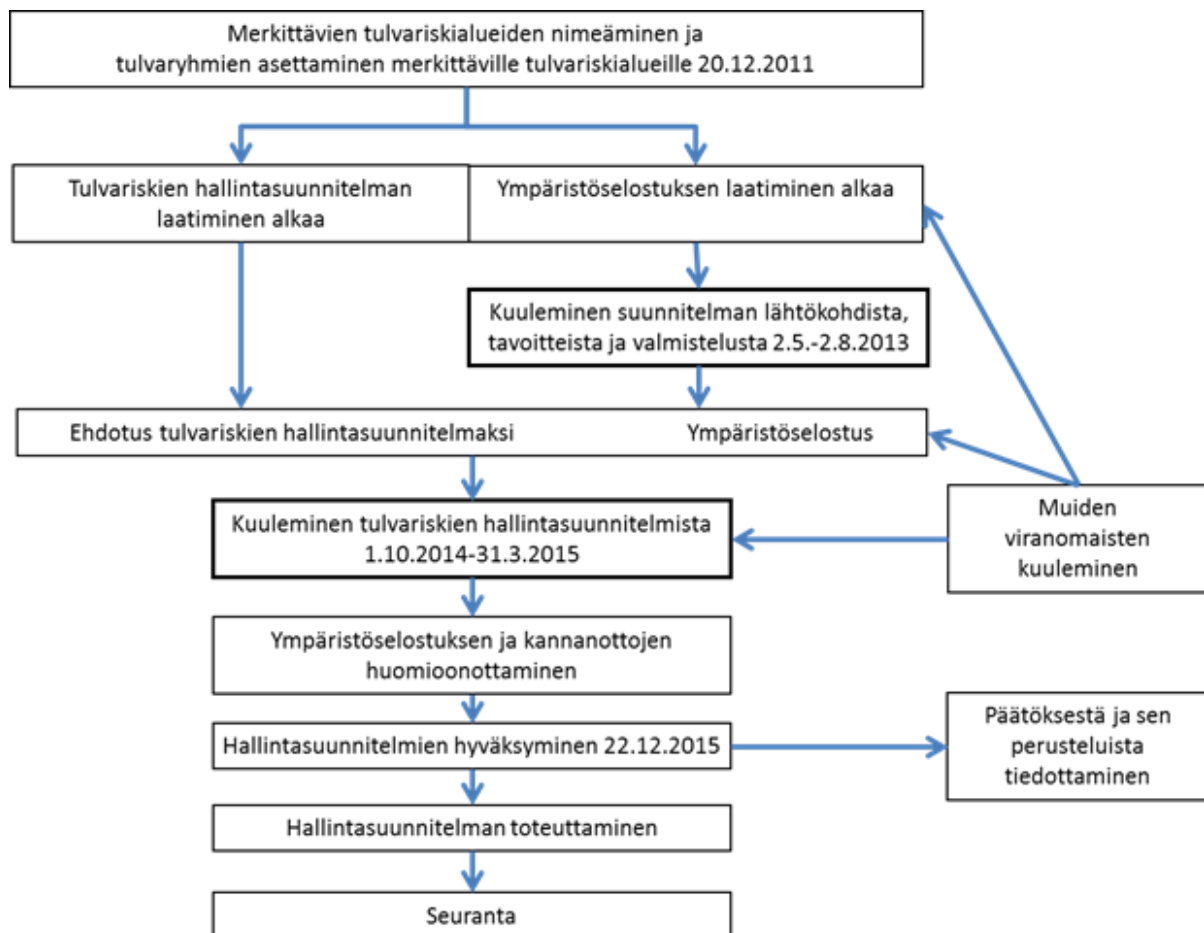 Merkittävien tulvariskialueiden nimeäminen ja
tulvaryhmien asettaminen merkittäville tulvariskialueille 20.12.2011
Tulvariskien hallintasuunnitelman
laatiminen alkaa
Ympäristöselostuksen laatiminen alkaa
Kuuleminen suunnitelman lähtökohdista,
tavoitteista ja valmistelusta 2.5.-2.8.2013
Ehdotus tulvariskien hallintasuunnitelmaksi
Ympäristöselostus
Kuuleminen tulvariskien hallintasuunnitelmista
1.10.2014-31.3.2015
Muiden
viranomaisten
kuuleminen
Ympäristöselostuksen ja kannanottojen
huomioonottaminen
Hallintasuunnitelmien hyväksyminen 22.12.2015
Päätöksestä ja sen
perusteluista
tiedottaminen
Hallintasuunnitelman toteuttaminen
Seuranta